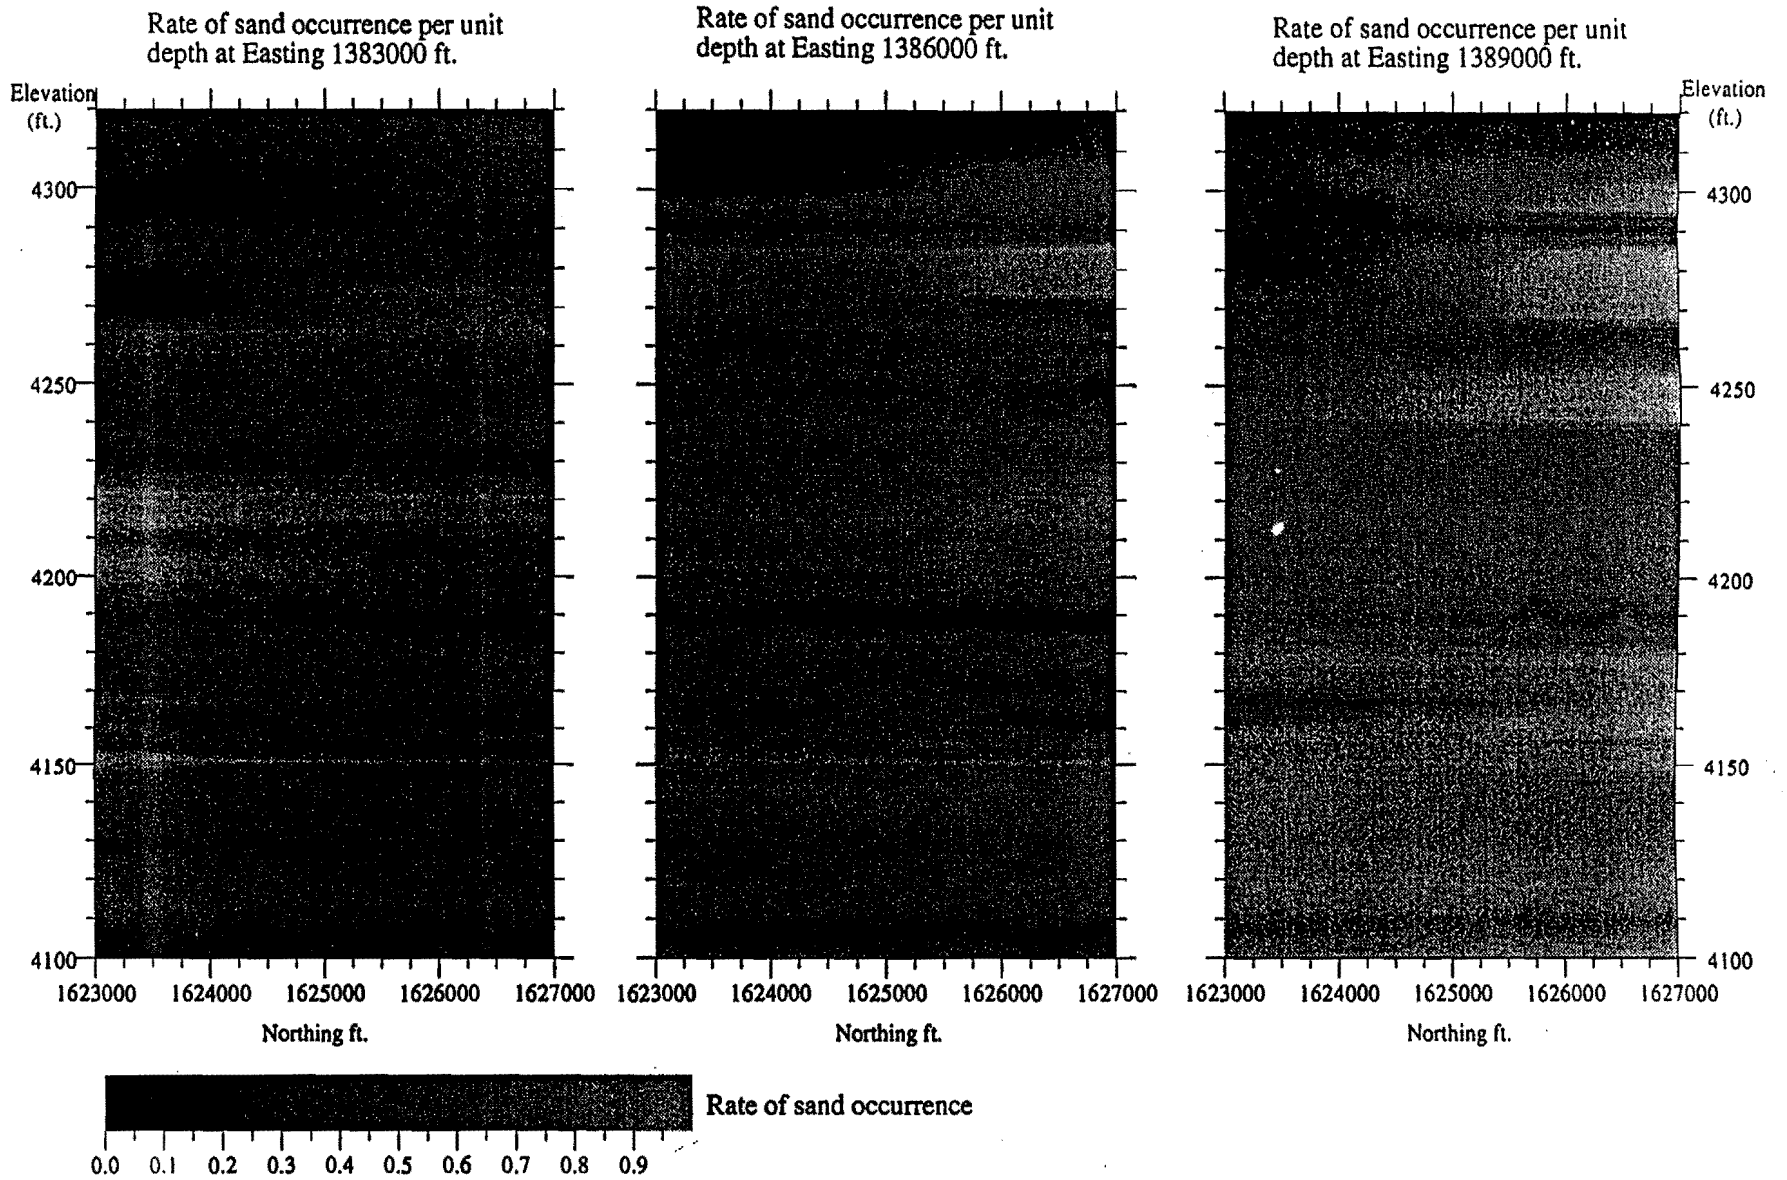 Rate of sand occurrence per unit
depth at Easting 1383000 ft.
Rate of sand occurrence per unit
depth at Easting 1386000 ft.
Rate of sand occurrence per unit
depth at Easting 1389000 ft.
Elevation
(ft.)
4300
4250
4200
4150
4100
Elevation
(ft.)
4300
4250
4200
4150
4100
1623000 1624000 1625000 1626000 1627000
1623000 1624000 1625000 1626000 1627000
1623000 1624000 1625000 1626000 1627000
Northing ft.
Northing ft.
Northing ft.
Rate of sand occurrence
0.0 0.1 0.2 0.3 0.4 0.5 0.6 0.7 0.8 0.9